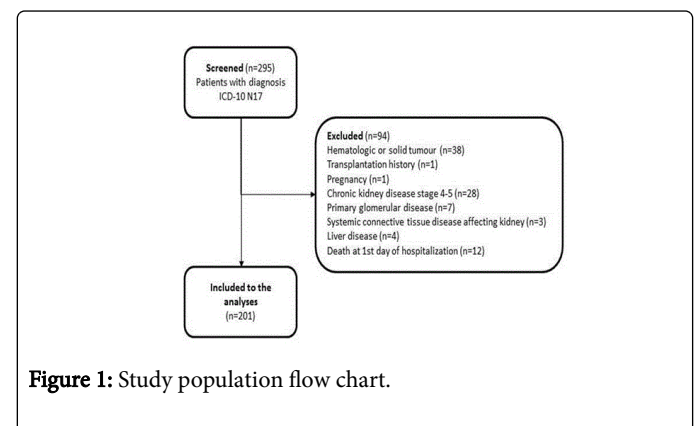 Screened (n=295)
Patients with diagnosis
ICD-10 N17
Excluded (n=94)
Hematologic or solid tumour (n=38)
Transplantation history (n=1)
Pregnancy (n=1)
Chronic kidney disease stage 4-5 (n=28)
Primary glomerular disease (n=7)
Systemic connective tissue disease affecting kidney (n=3)
Liver disease (n=4)
Death at 1st day of hospitalization (n=12)
Included to the
analyses
(n=201)
Figure 1: Study population flow chart.